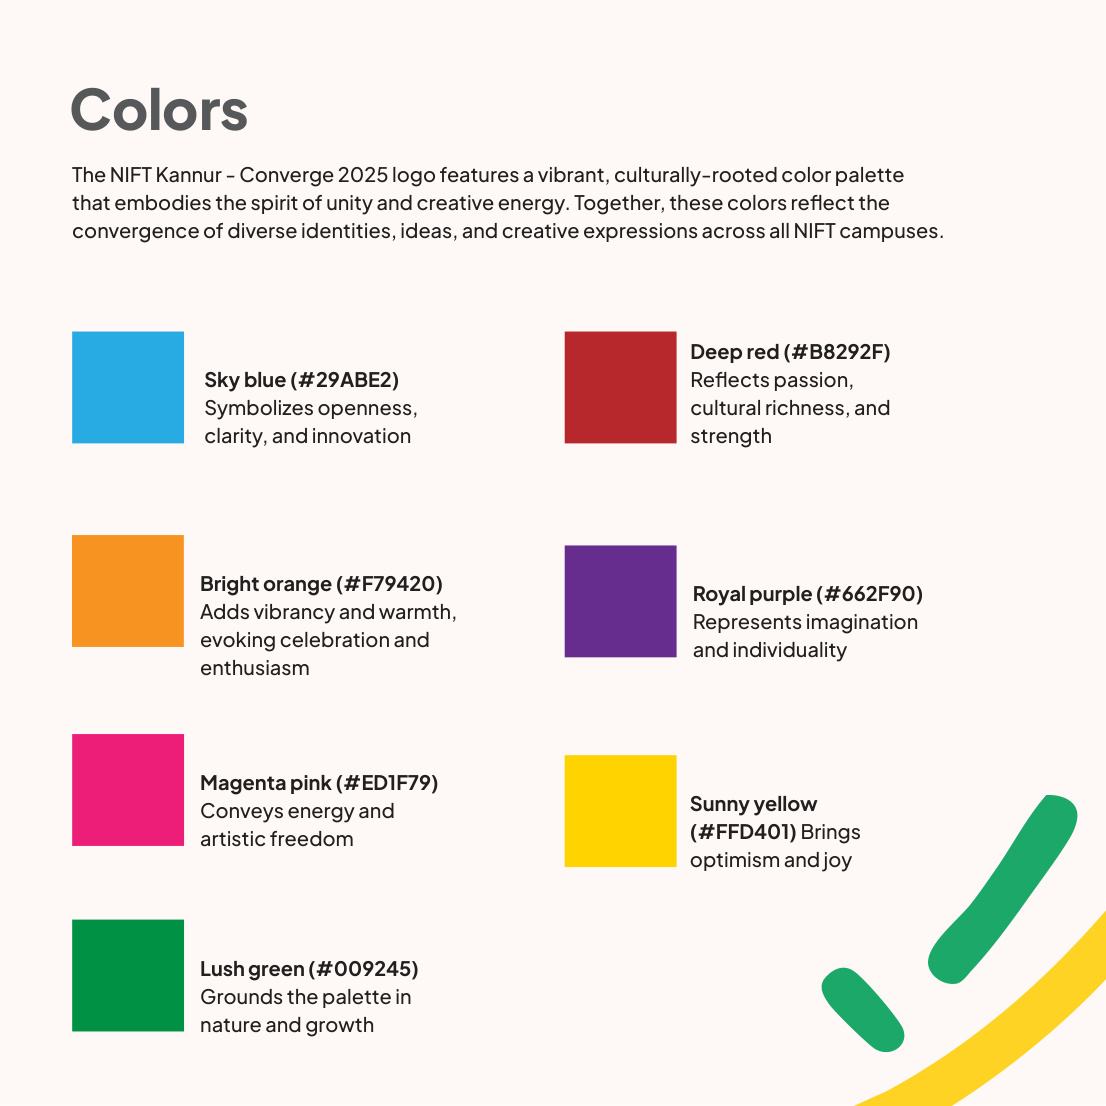 Colors
The NIFT Kannur - Converge 2025 logo features a vibrant, culturally-rooted color palette
that embodies the spirit of unity and creative energy. Together, these colors reflect the
convergence of diverse identities, ideas, and creative expressions across all NIFT campuses.
Sky blue (#29ABE2)
Symbolizes openness,
clarity, and innovation
Deep red (#B8292F)
Reflects passion,
cultural richness, and
strength
Bright orange (#F79420)
Adds vibrancy and warmth,
evoking celebration and
enthusiasm
Royal purple (#662F90)
Represents imagination
and individuality
Magenta pink (#ED1F79)
Conveys energy and
artistic freedom
Sunny yellow
(#FFD401) Brings
optimism and joy
Lush green (#009245)
Grounds the palette in
nature and growth